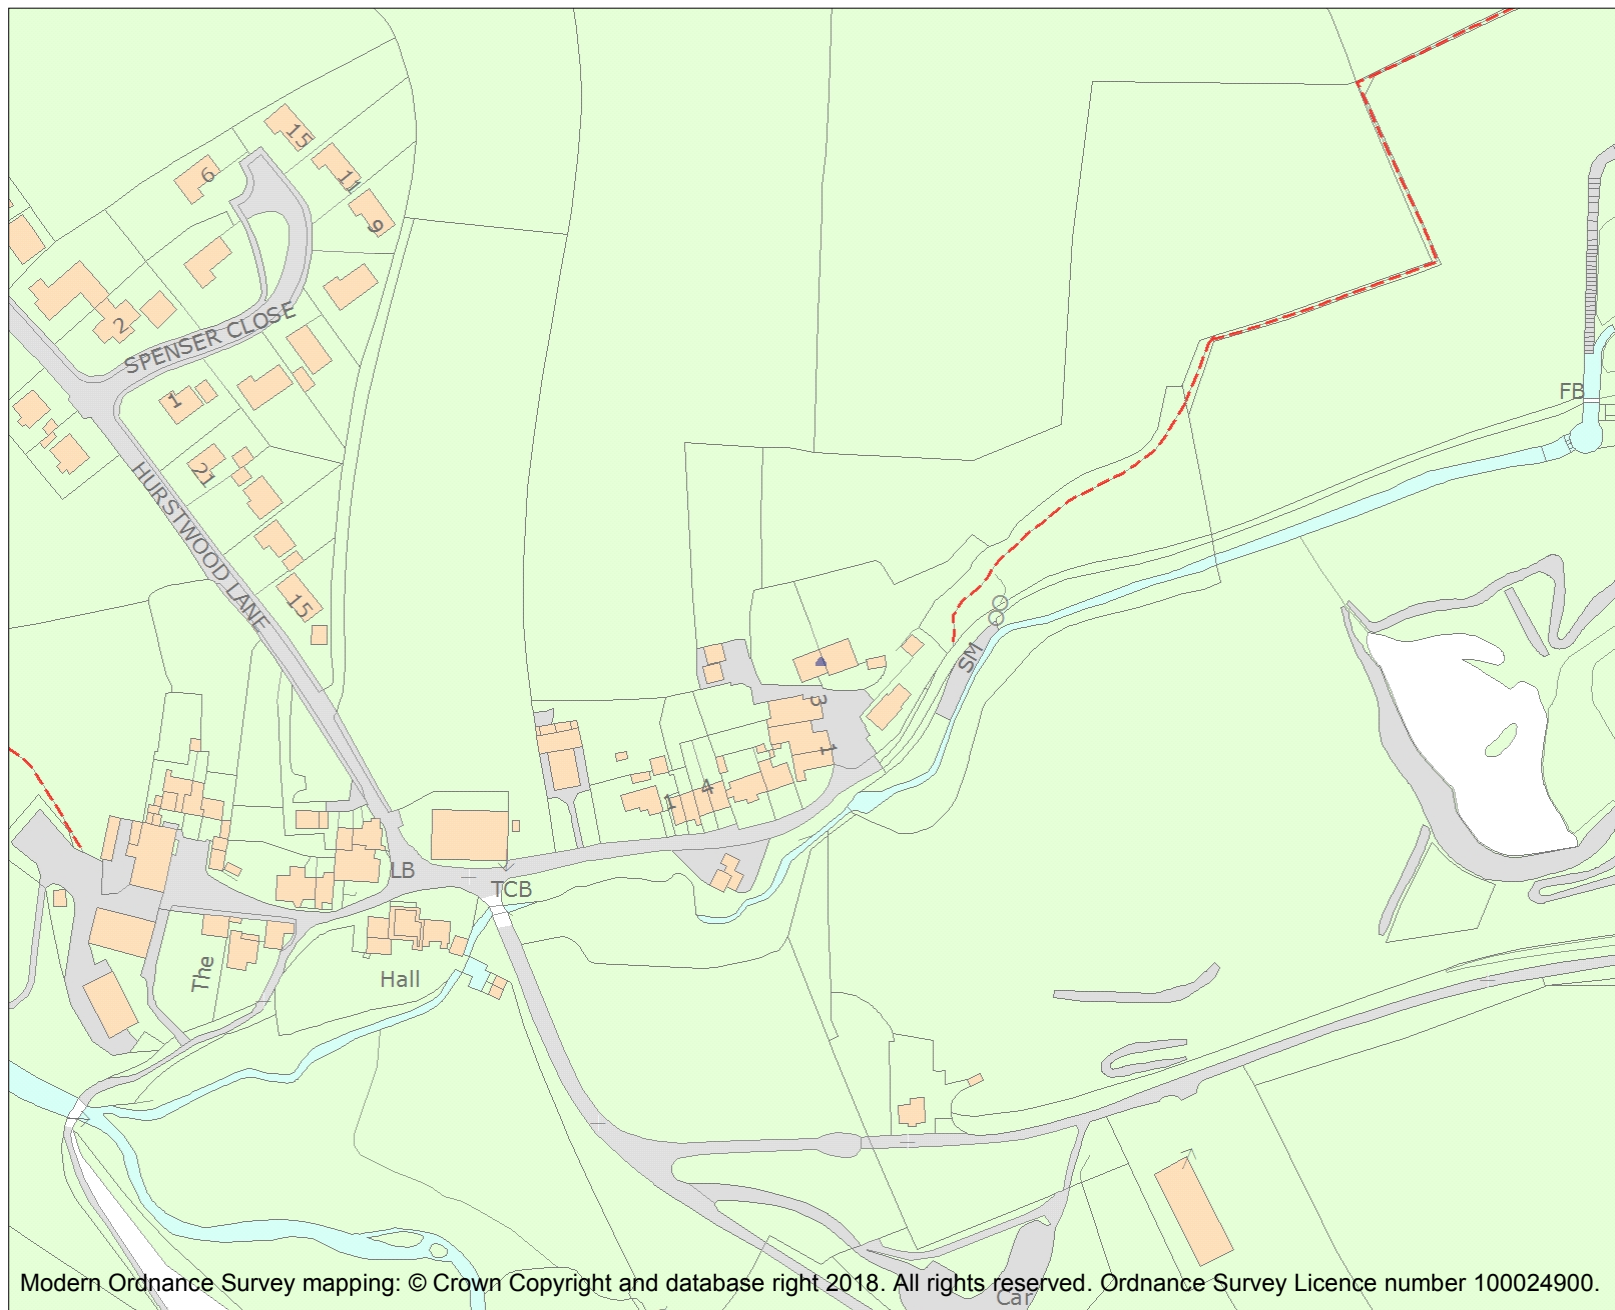 15
6
11
9
2
SPENSER CLOSE
1
FB
21
HURSTWOOD LANE
15
SM
3
1
4
1
LB
TCB
The
Hall
Car
Modern Ordnance Survey mapping: © Crown Copyright and database right 2018. All rights reserved. Ordnance Survey Licence number 100024900.